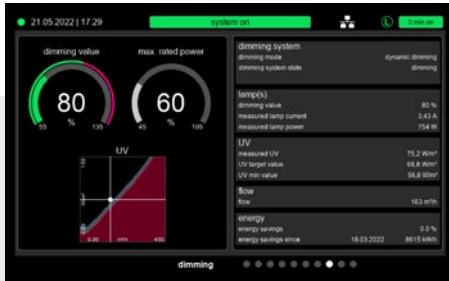 21.05.2022 | 17:29 system on L 0 min on
dimming value max. rated power
80 60
% %
55 135 45 105
UV
W/m²
0.00 m³/h 450
dimming system
dimming mode dynamic dimming
dimming system state dimming
lamp(s)
dimming value 80 %
measured lamp current 3,43 A
measured lamp power 754 W
UV
measured UV 75,2 W/m²
UV target value 68,8 W/m²
UV min value 58,8 W/m²
flow
flow 163 m³/h
energy
energy savings 0.0 %
energy savings since 18.03.2022 8615 kWh
dimming